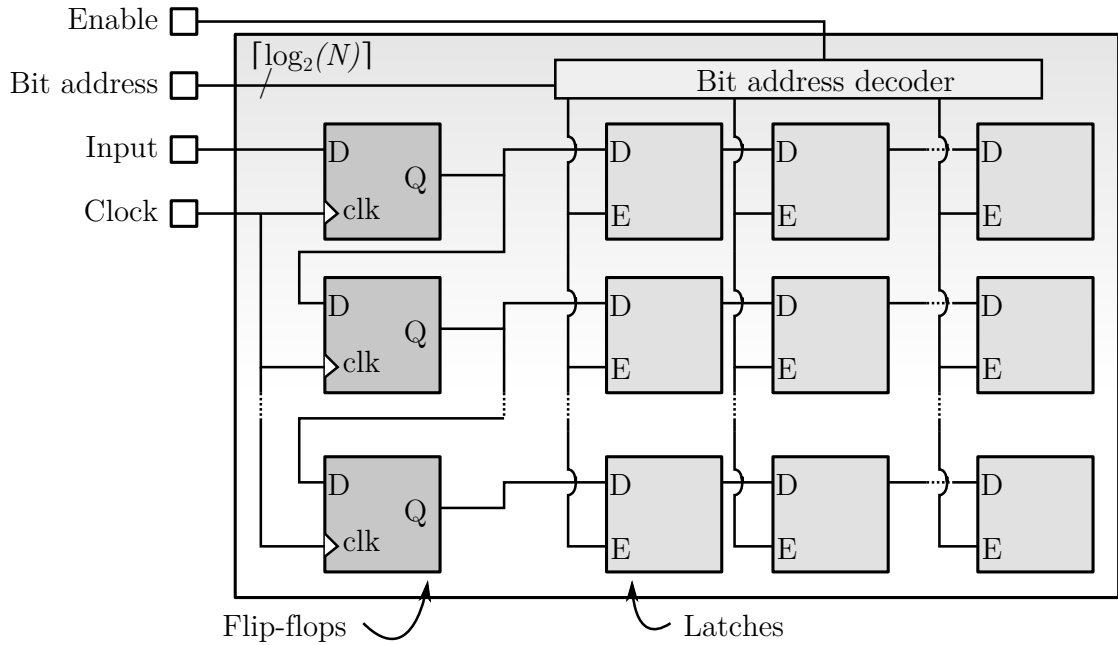 Enable
⌈log₂(N)⌉
Bit address
Bit address decoder
Input
D
Q
D
D
D
Clock
clk
E
E
E
D
Q
D
D
D
clk
E
E
E
D
Q
D
D
D
clk
E
E
E
Flip-flops
Latches